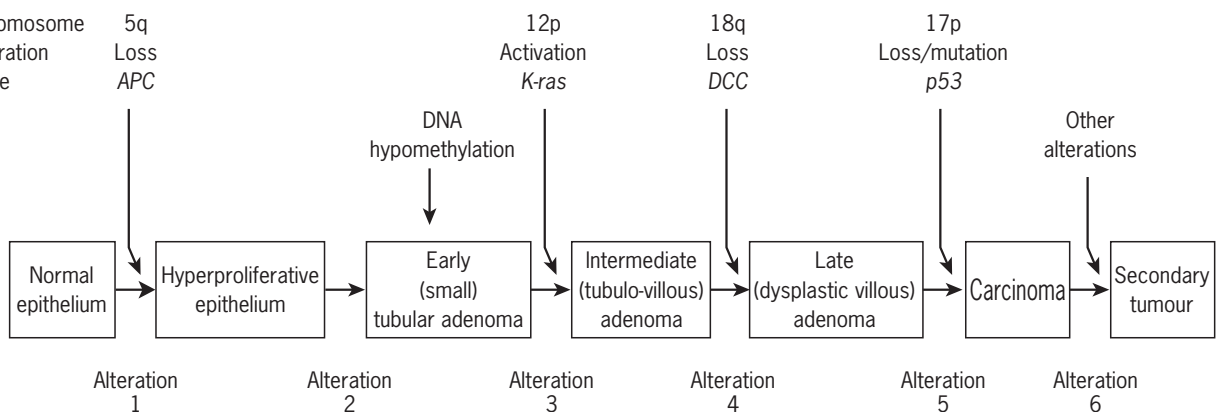 5q
Loss
APC
12p
Activation
K-ras
18q
Loss
DCC
17p
Loss/mutation
p53
DNA
hypomethylation
Other
alterations
Normal
epithelium
Hyperproliferative
epithelium
Early
(small)
tubular adenoma
Intermediate
(tubulo-villous)
adenoma
Late
(dysplastic villous)
adenoma
Carcinoma
Secondary
tumour
Alteration
1
Alteration
2
Alteration
3
Alteration
4
Alteration
5
Alteration
6